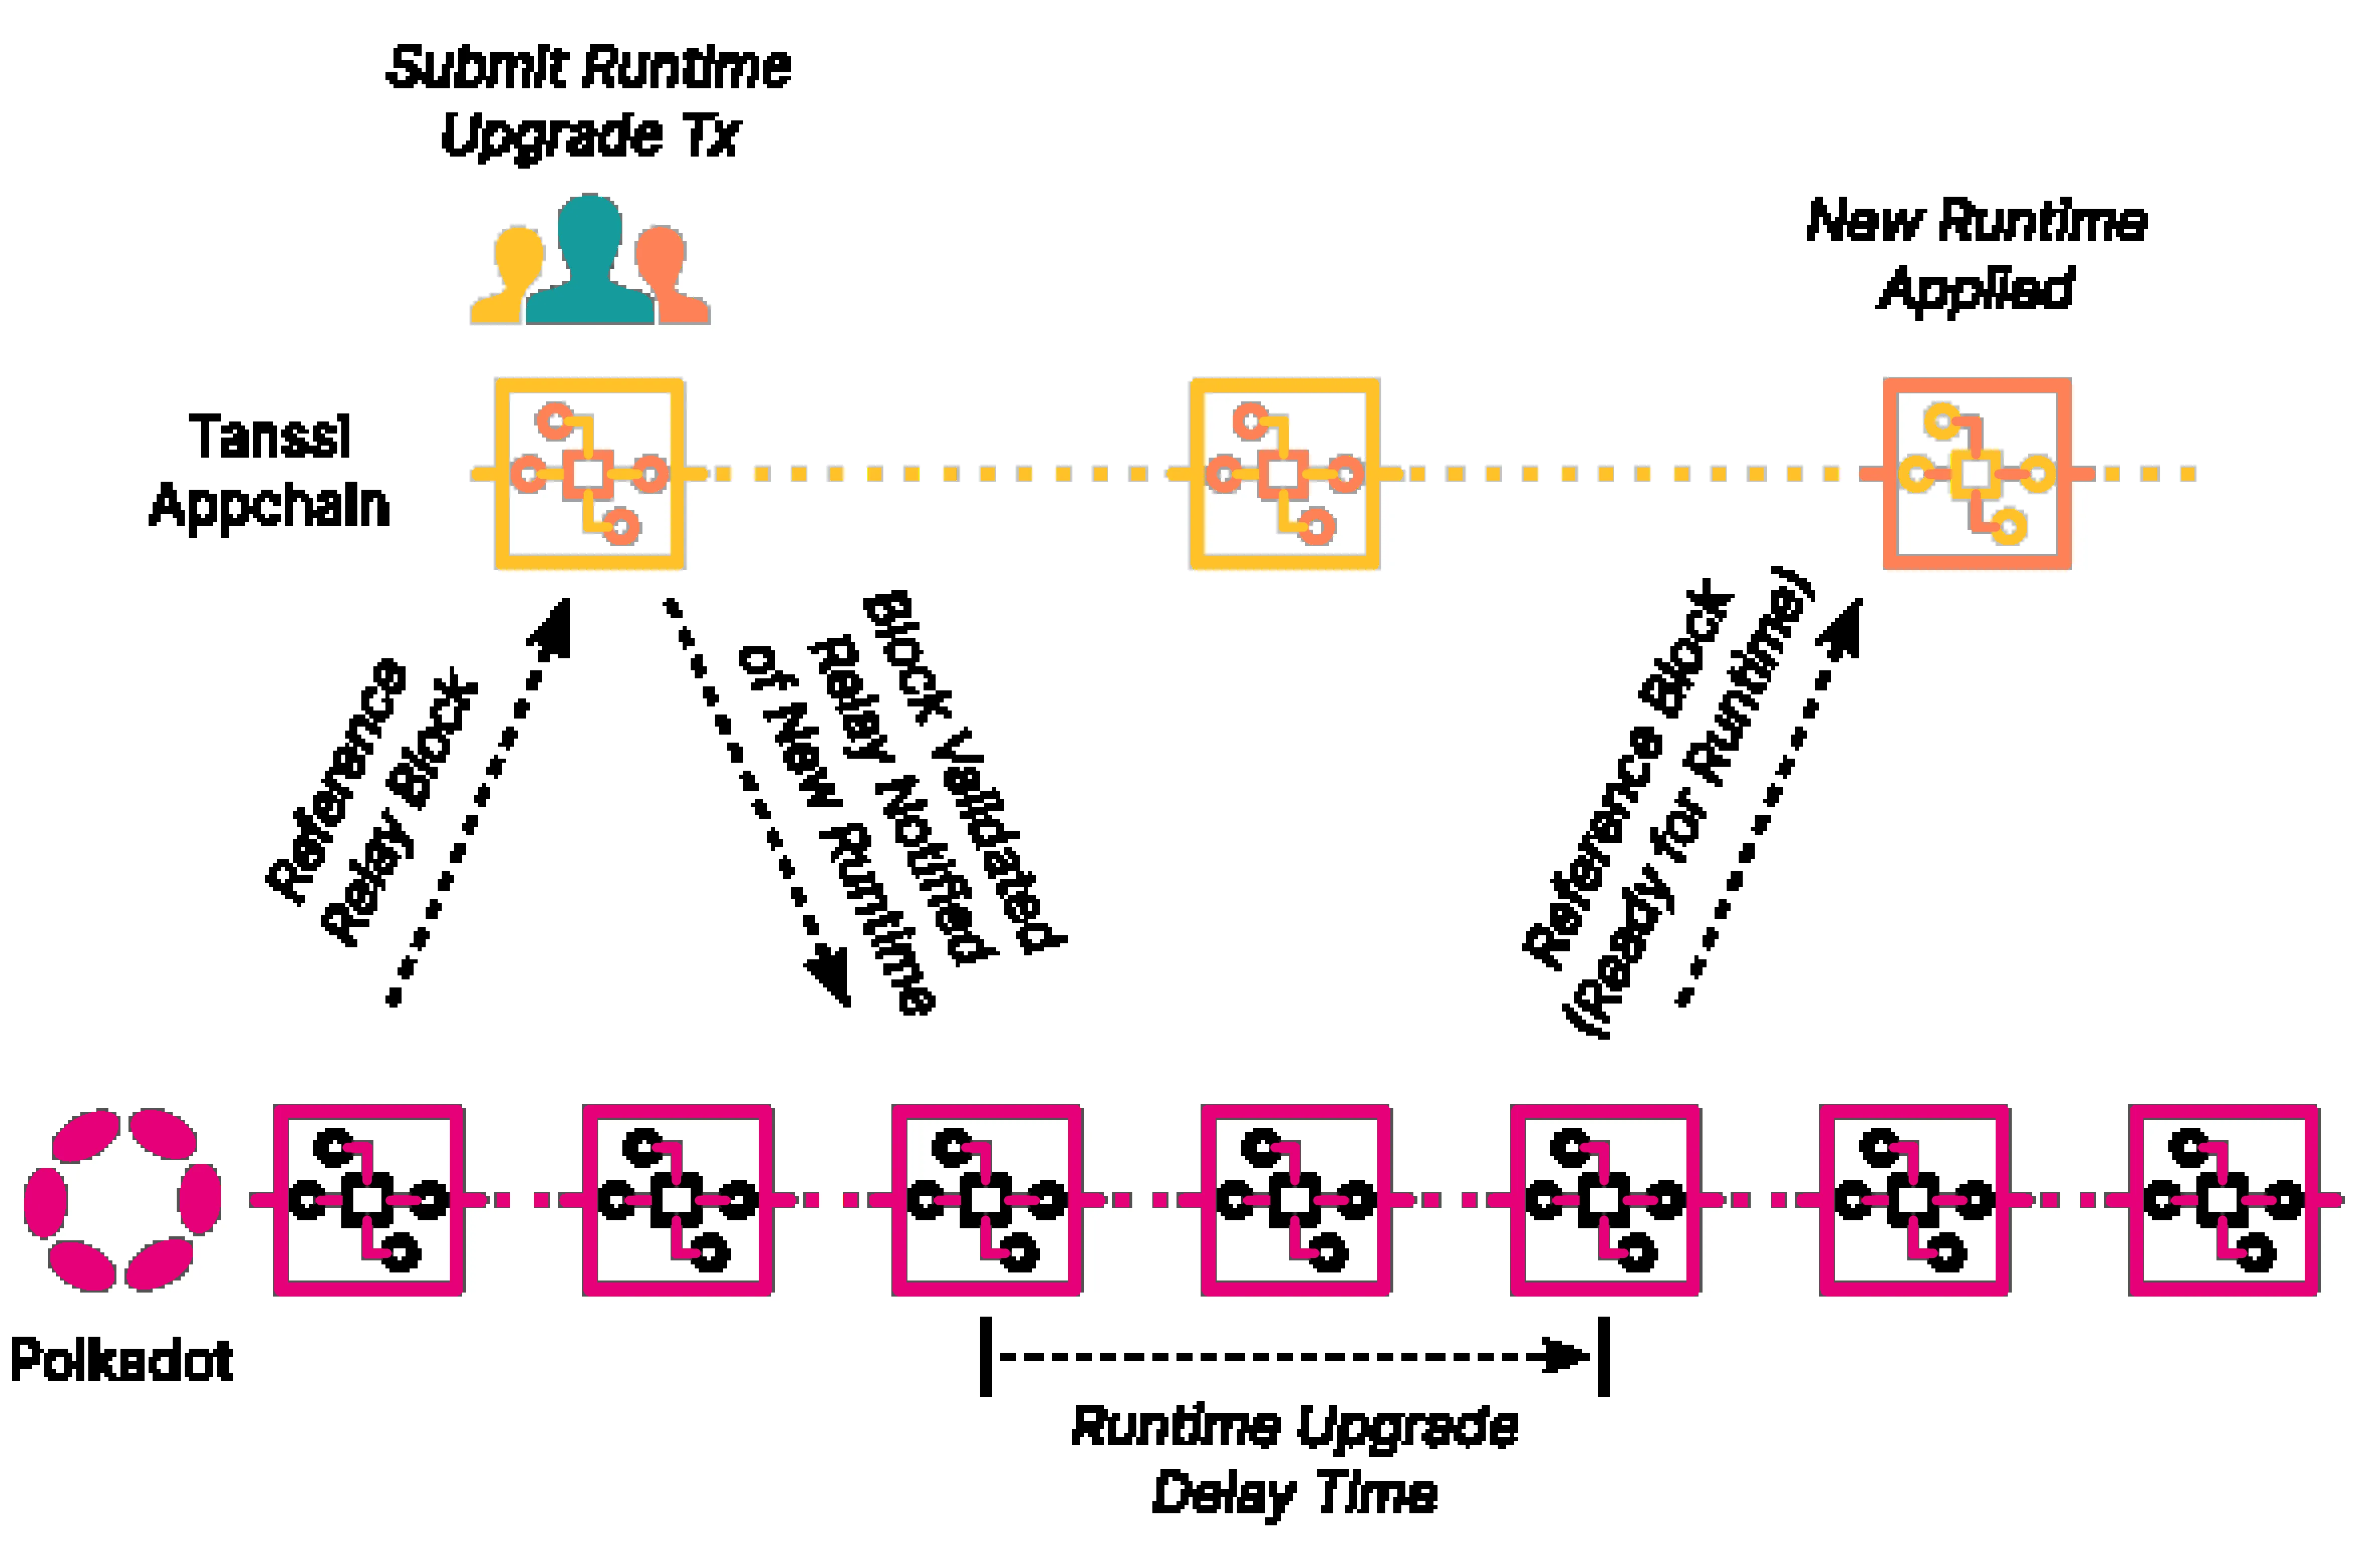 Submit Runtime
Upgrade Tx
New Runtime
Applied
Tanssi
Appchain
Reference
Relay Block
Block Validated
Relay Notified
of New Runtime
Reference Block
(Ready for Runtime)
Polkadot
Runtime Upgrade
Delay Time